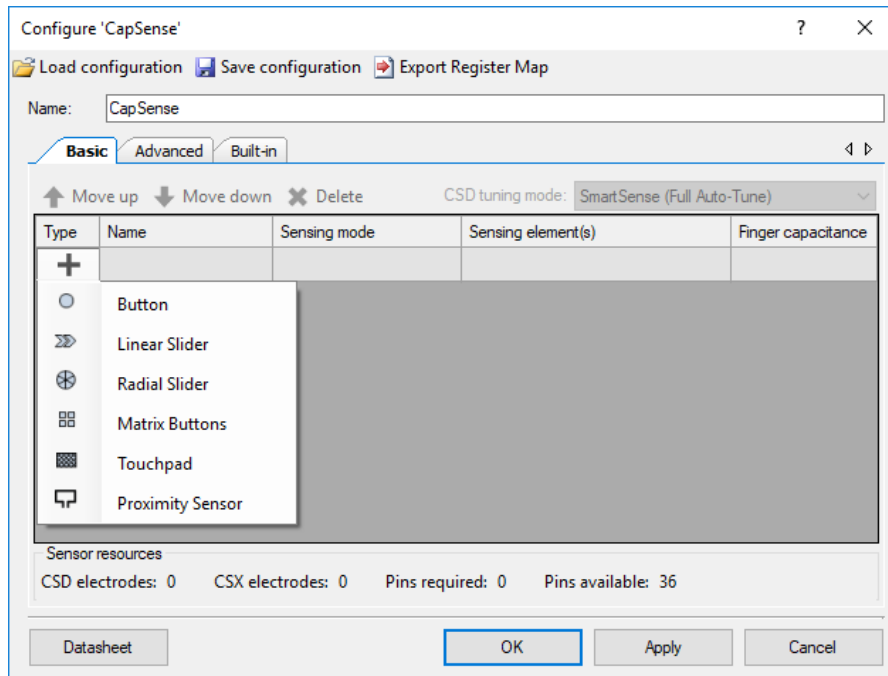 Configure 'CapSense' ?
Load configuration Save configuration Export Register Map
Name: CapSense
Basic Advanced Built-in
Move up Move down Delete CSD tuning mode: SmartSense (Full Auto-Tune)
Type Name Sensing mode Sensing element(s) Finger capacitance
Button
Linear Slider
Radial Slider
Matrix Buttons
Touchpad
Proximity Sensor
Sensor resources
CSD electrodes: 0 CSX electrodes: 0 Pins required: 0 Pins available: 36
Datasheet OK Apply Cancel